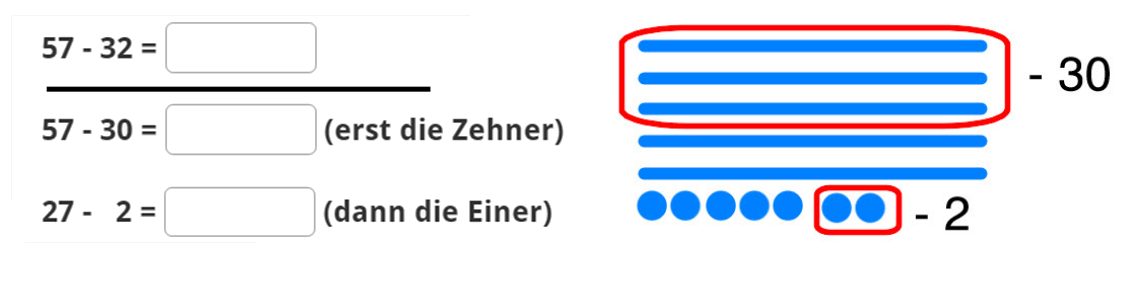 57 - 32 =
57 - 30 = (erst die Zehner)
27 - 2 = (dann die Einer)
- 30
- 2